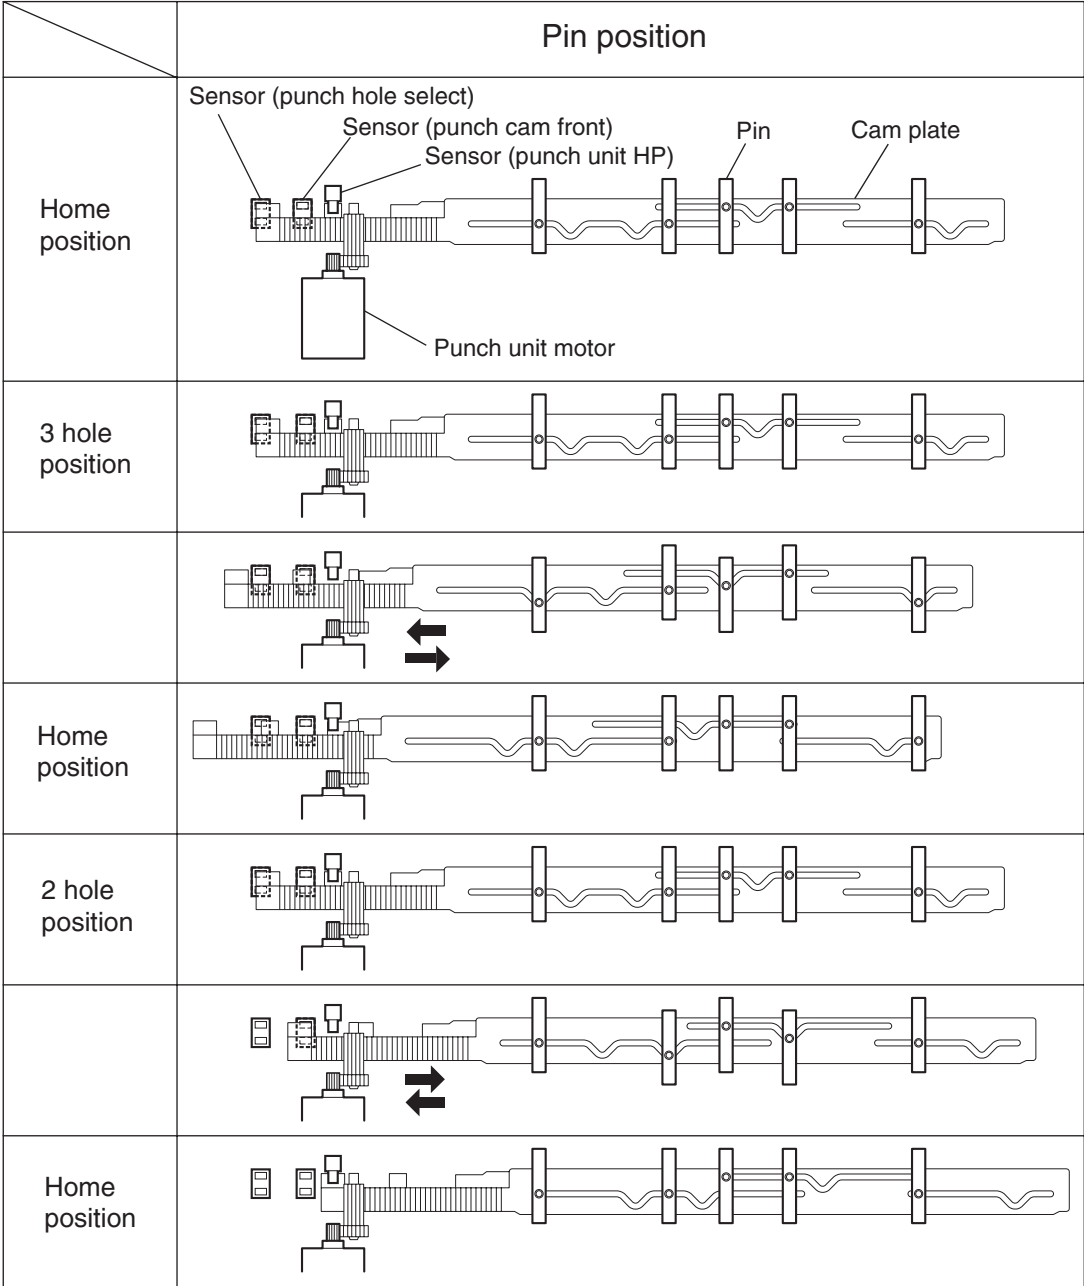 Pin position
Sensor (punch hole select)
Sensor (punch cam front)
Sensor (punch unit HP)
Pin
Cam plate
Home
position
Punch unit motor
3 hole
position
Home
position
2 hole
position
Home
position